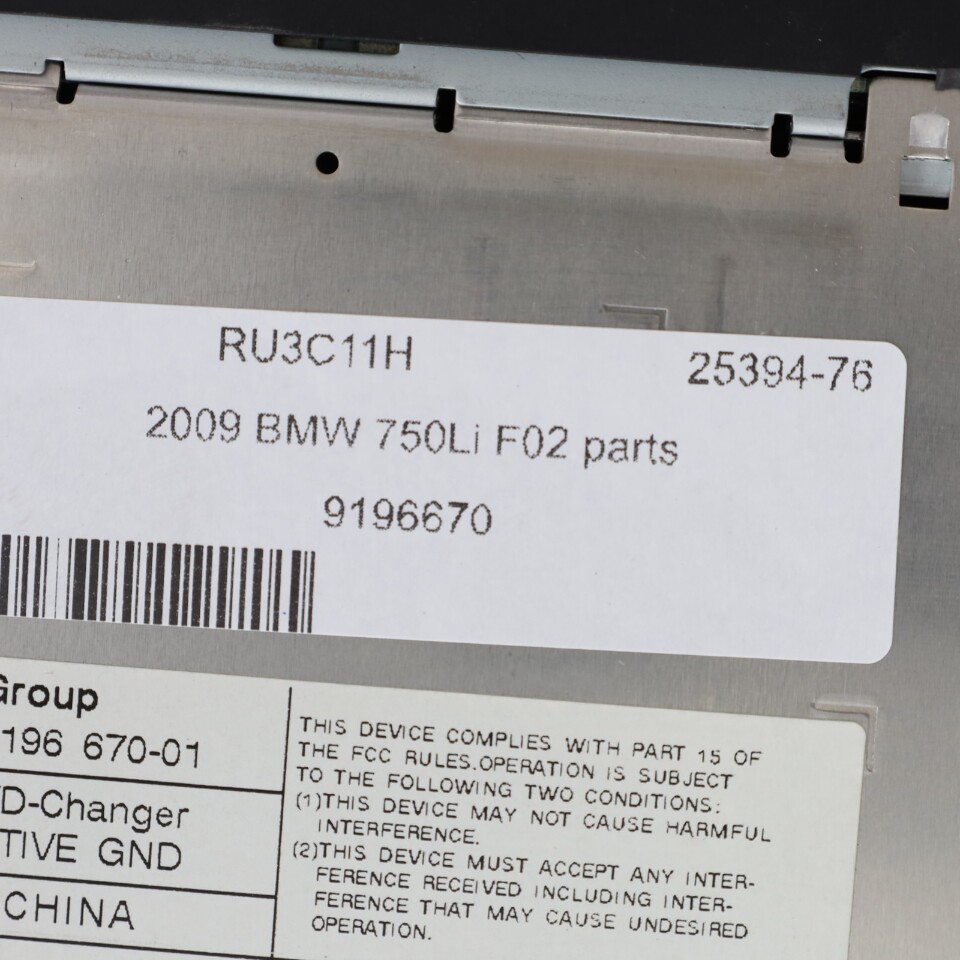 RU3C11H 25394-76
2009 BMW 750Li F02 parts
9196670
Group
196 670-01
D-Changer
TIVE GND
CHINA
THIS DEVICE COMPLIES WITH PART 15 OF
THE FCC RULES.OPERATION IS SUBJECT
TO THE FOLLOWING TWO CONDITIONS:
(1)THIS DEVICE MAY NOT CAUSE HARMFUL
INTERFERENCE.
(2)THIS DEVICE MUST ACCEPT ANY INTER-
FERENCE RECEIVED INCLUDING INTER-
FERENCE THAT MAY CAUSE UNDESIRED
OPERATION.